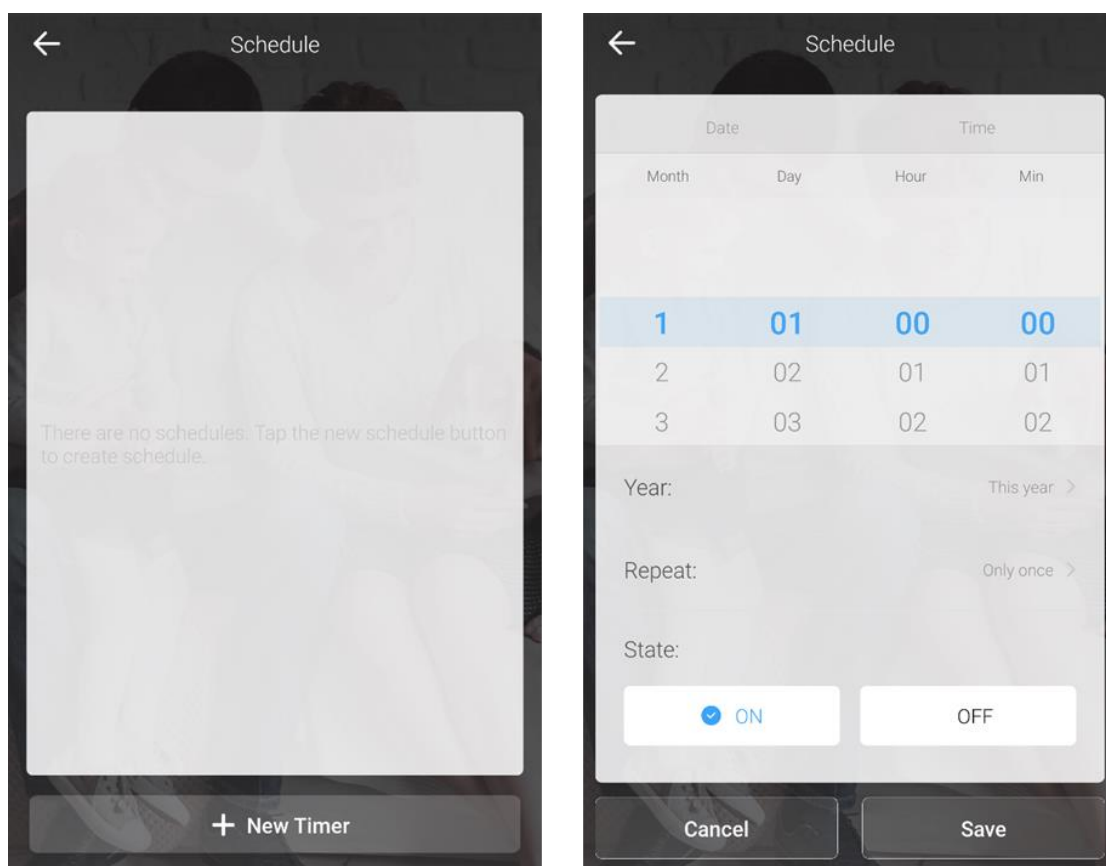 Schedule
There are no schedules. Tap the new schedule button
to create schedule.
New Timer
Schedule
Date Time
Month Day Hour Min
1 01 00 00
2 02 01 01
3 03 02 02
Year: This year
Repeat: Only once
State:
ON OFF
Cancel Save